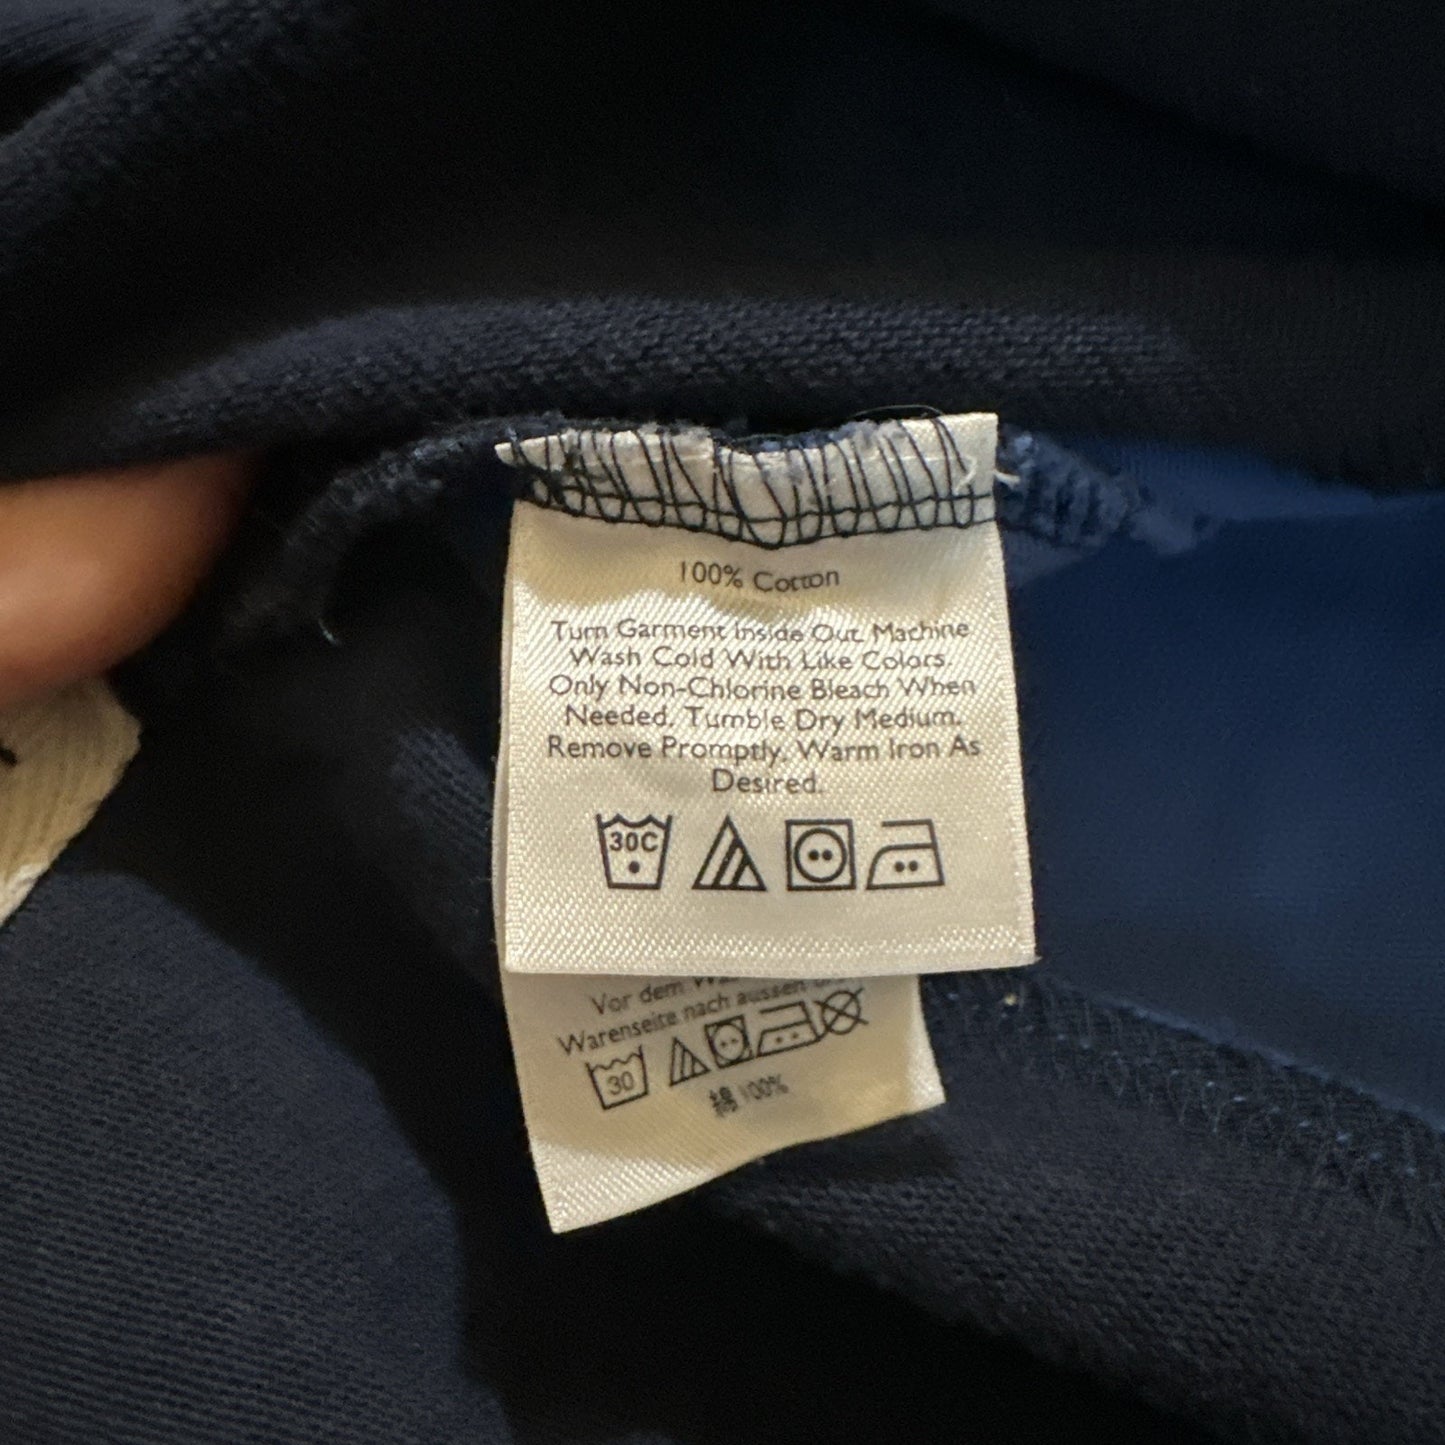 100% Cotton
Turn Garment Inside Out. Machine
Wash Cold With Like Colors.
Only Non-Chlorine Bleach When
Needed. Tumble Dry Medium.
Remove Promptly. Warm Iron As
Desired.
30C
Vor dem
Warenseite nach aussen
30
綿 100%